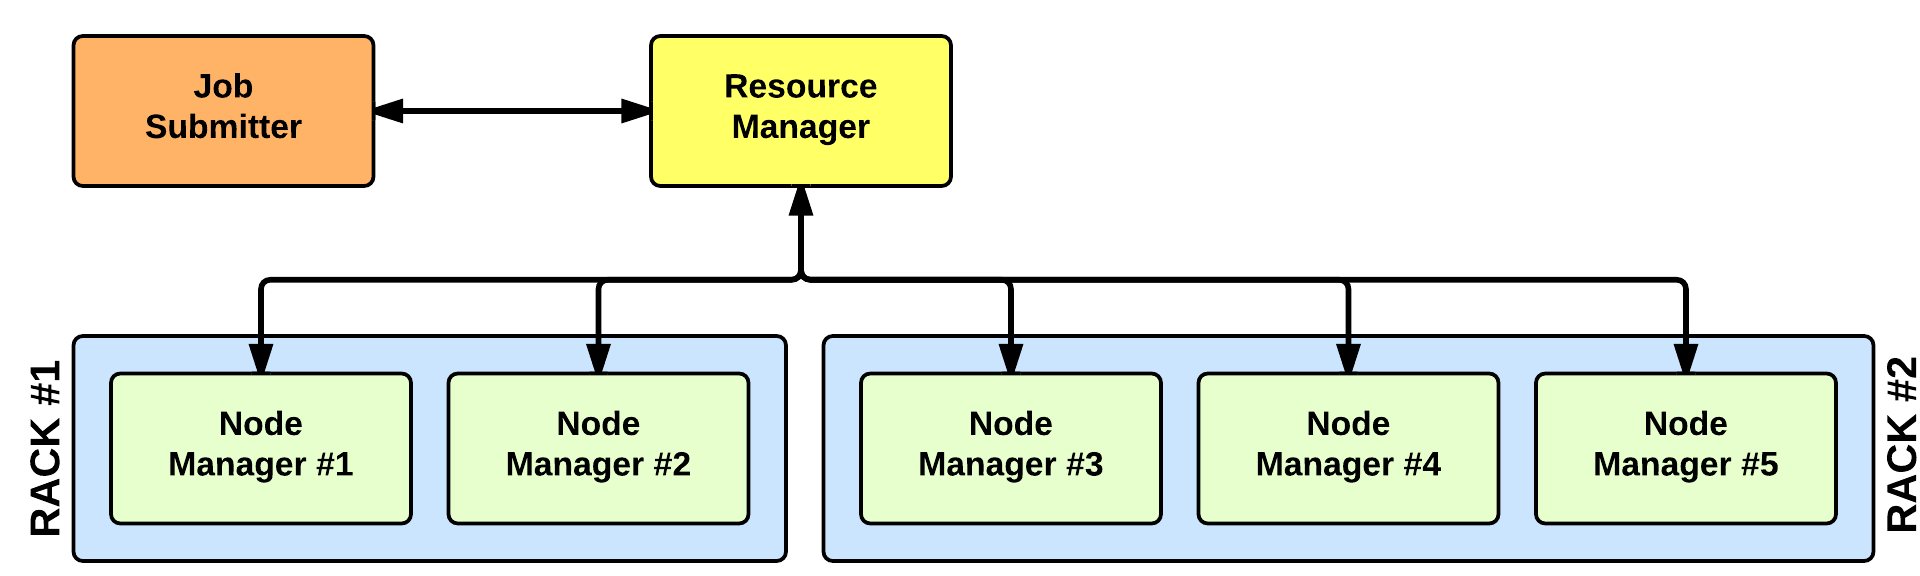 Job
Submitter
Resource
Manager
RACK #1
Node
Manager #1
Node
Manager #2
Node
Manager #3
Node
Manager #4
Node
Manager #5
RACK #2